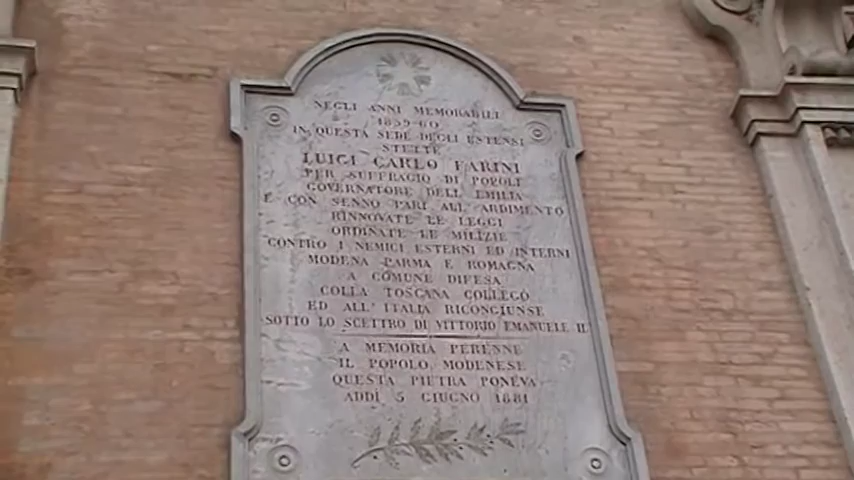 NEGLI ANNI MEMORABILI
1859-60
IN QUESTA SEDE DEGLI ESTENSI
STETTE
LUIGI CARLO FARINI
PER SUFFRAGIO DI POPOLI
GOVERNATORE DELL' EMILIA
E CON SENNO PARI ALL' ARDIMENTO
RINNOVATE LE LEGGI
ORDINATE LE MILIZIE
CONTRO I NEMICI ESTERNI ED INTERNI
MODENA PARMA E ROMAGNA
A COMUNE DIFESA
COLLA TOSCANA COLLEGO
ED ALL' ITALIA RICONGIUNSE
SOTTO LO SCETTRO DI VITTORIO EMANUELE II.
A MEMORIA PERENNE
IL POPOLO MODENESE
QUESTA PIETRA PONEVA
ADDI 5 GIUGNO 1881